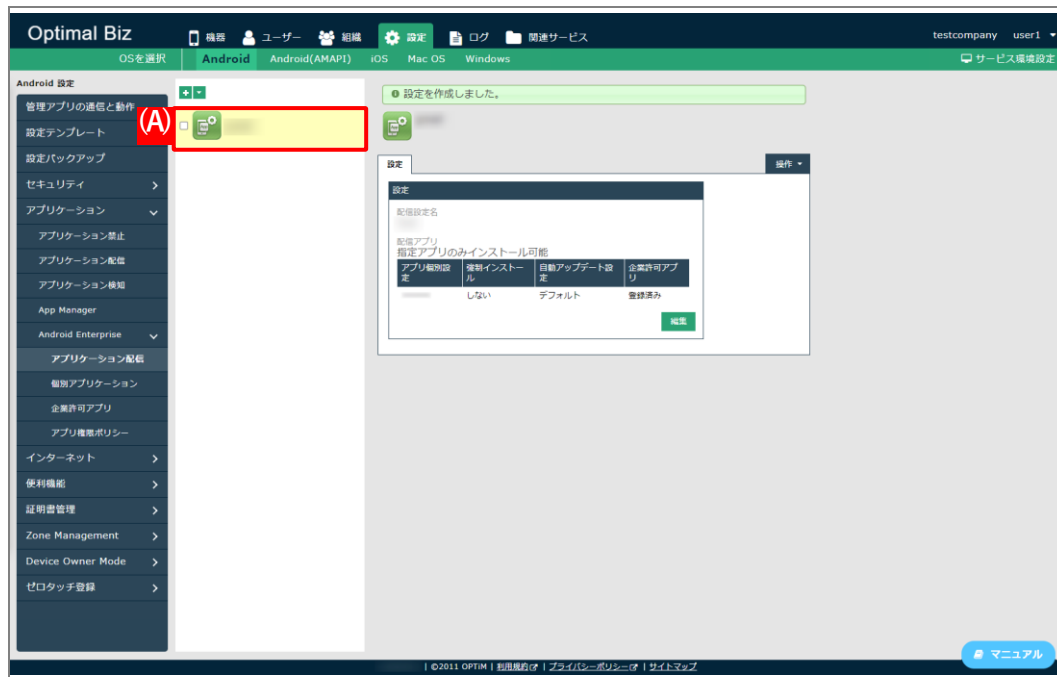 Optimal Biz
機器 ユーザー 組織 設定 ログ 関連サービス
testcompany user1
OSを選択 Android Android(AMAPI) iOS Mac OS Windows
サービス環境設定
Android 設定
管理アプリの通信と動作
設定テンプレート
設定バックアップ
セキュリティ
アプリケーション
アプリケーション禁止
アプリケーション配信
アプリケーション検知
App Manager
Android Enterprise
アプリケーション配信
個別アプリケーション
企業許可アプリ
アプリ権限ポリシー
インターネット
便利機能
証明書管理
Zone Management
Device Owner Mode
ゼロタッチ登録
(A)
設定を作成しました。
設定
操作
設定
配信設定名
配信アプリ
指定アプリのみインストール可能
アプリ個別設定 強制インストール 自動アップデート設定 企業許可アプリ
しない デフォルト 登録済み
編集
マニュアル
| ©2011 OPTiM | 利用規約 | プライバシーポリシー | サイトマップ